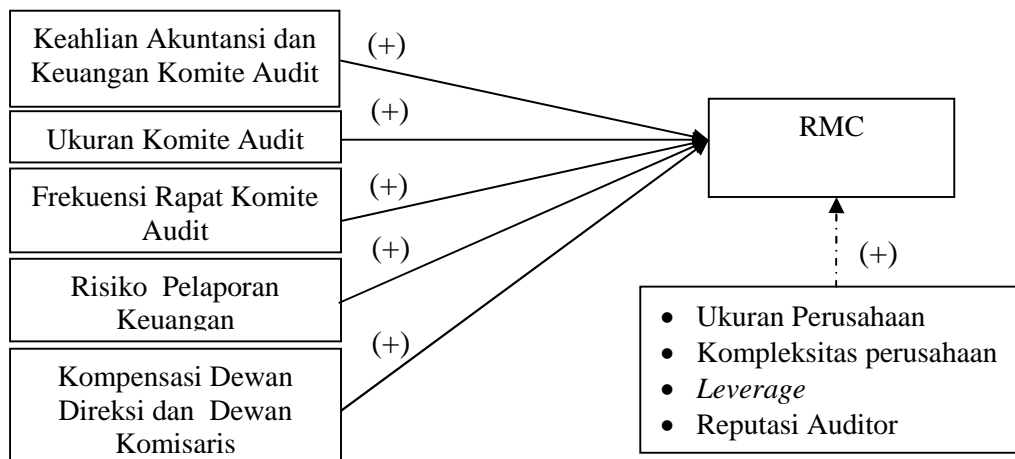 Keahlian Akuntansi dan
Keuangan Komite Audit
(+)
Ukuran Komite Audit
(+)
Frekuensi Rapat Komite
Audit
(+)
Risiko Pelaporan
Keuangan
(+)
Kompensasi Dewan
Direksi dan Dewan
Komisaris
(+)
RMC
(+)
• Ukuran Perusahaan
• Kompleksitas perusahaan
• Leverage
• Reputasi Auditor